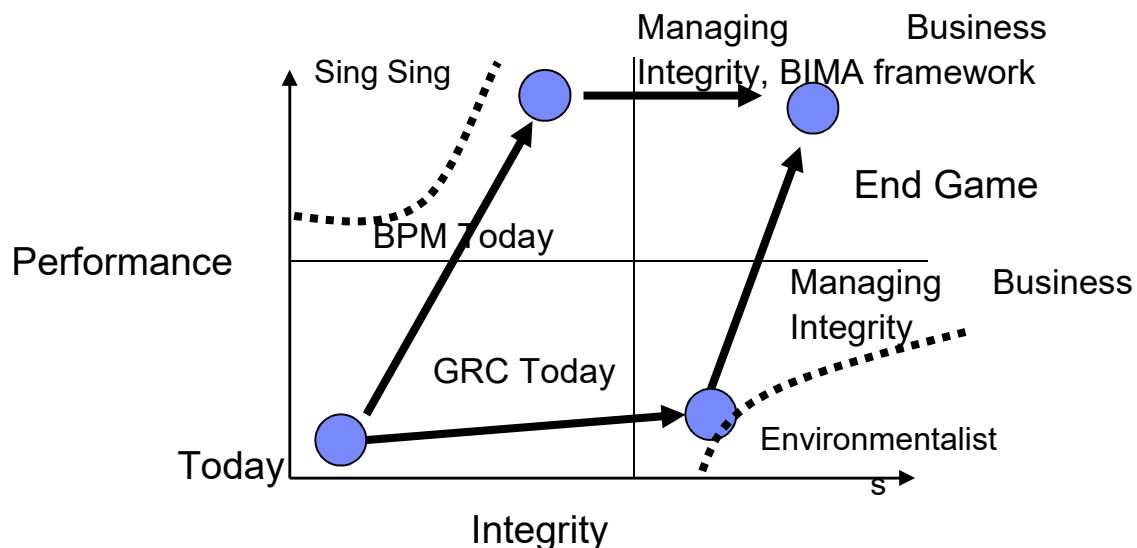 Managing Business
Integrity, BIMA framework
Sing Sing
End Game
BPM Today
Performance
Managing Business
Integrity
GRC Today
Environmentalist
s
Today
Integrity